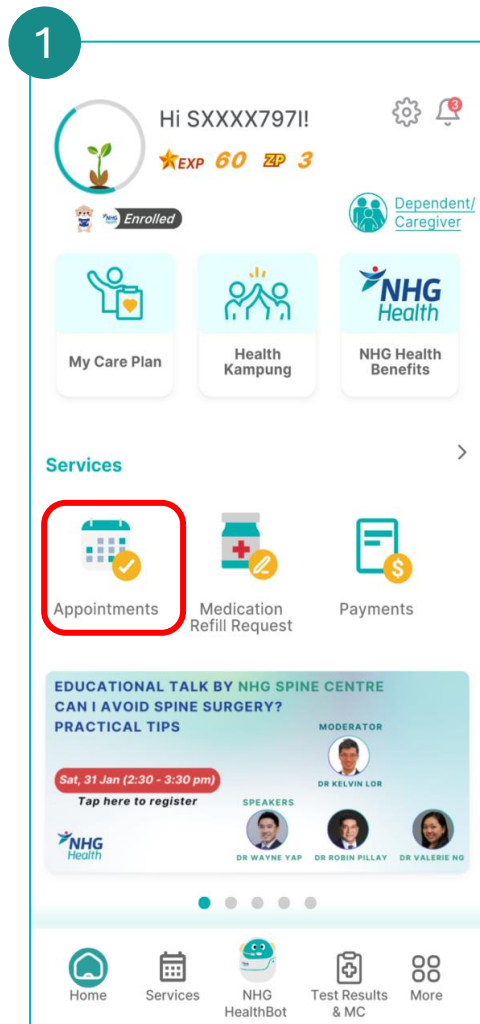 1
Hi SXXXX797I!
3
EXP 60 ZP 3
NHG Enrolled
Dependent/
Caregiver
NHG
Health
My Care Plan
Health
Kampung
NHG Health
Benefits
Services
Appointments
Medication
Refill Request
Payments
EDUCATIONAL TALK BY NHG SPINE CENTRE
CAN I AVOID SPINE SURGERY?
PRACTICAL TIPS
MODERATOR
DR KELVIN LOR
Sat, 31 Jan (2:30 - 3:30 pm)
Tap here to register
SPEAKERS
NHG
Health
DR WAYNE YAP
DR ROBIN PILLAY
DR VALERIE NG
Home
Services
NHG
HealthBot
Test Results
& MC
More